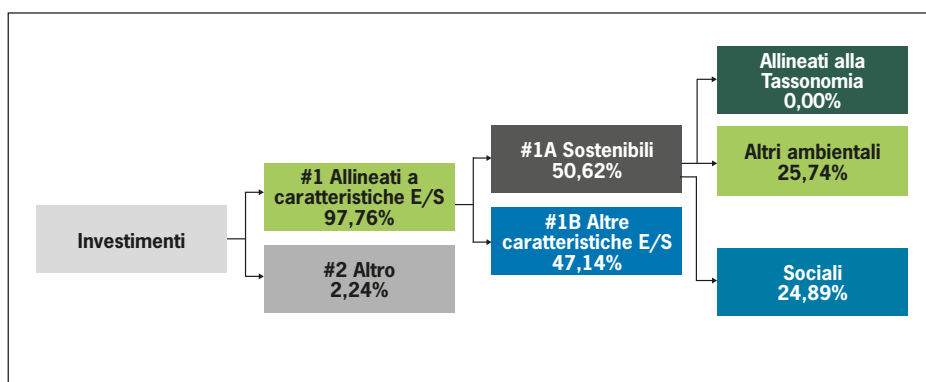 Investimenti
#1 Allineati a
caratteristiche E/S
97,76%
#2 Altro
2,24%
#1A Sostenibili
50,62%
#1B Altre
caratteristiche E/S
47,14%
Allineati alla
Tassonomia
0,00%
Altri ambientali
25,74%
Sociali
24,89%